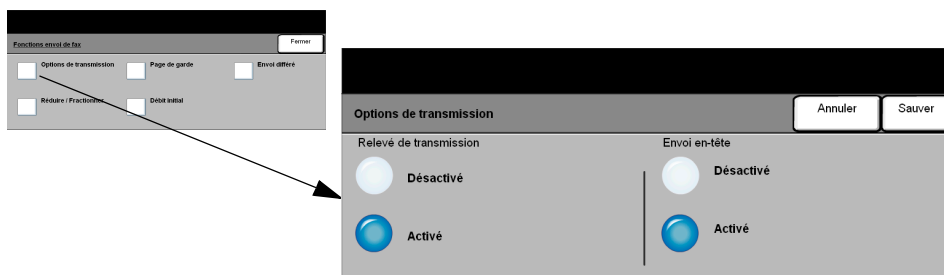 Fonctions envoi de fax
Fermer
Options de transmission
Page de garde
Envoi différé
Réduire / Fractionner
Débit initial
Options de transmission
Annuler
Sauver
Relevé de transmission
Envoi en-tête
Désactivé
Désactivé
Activé
Activé